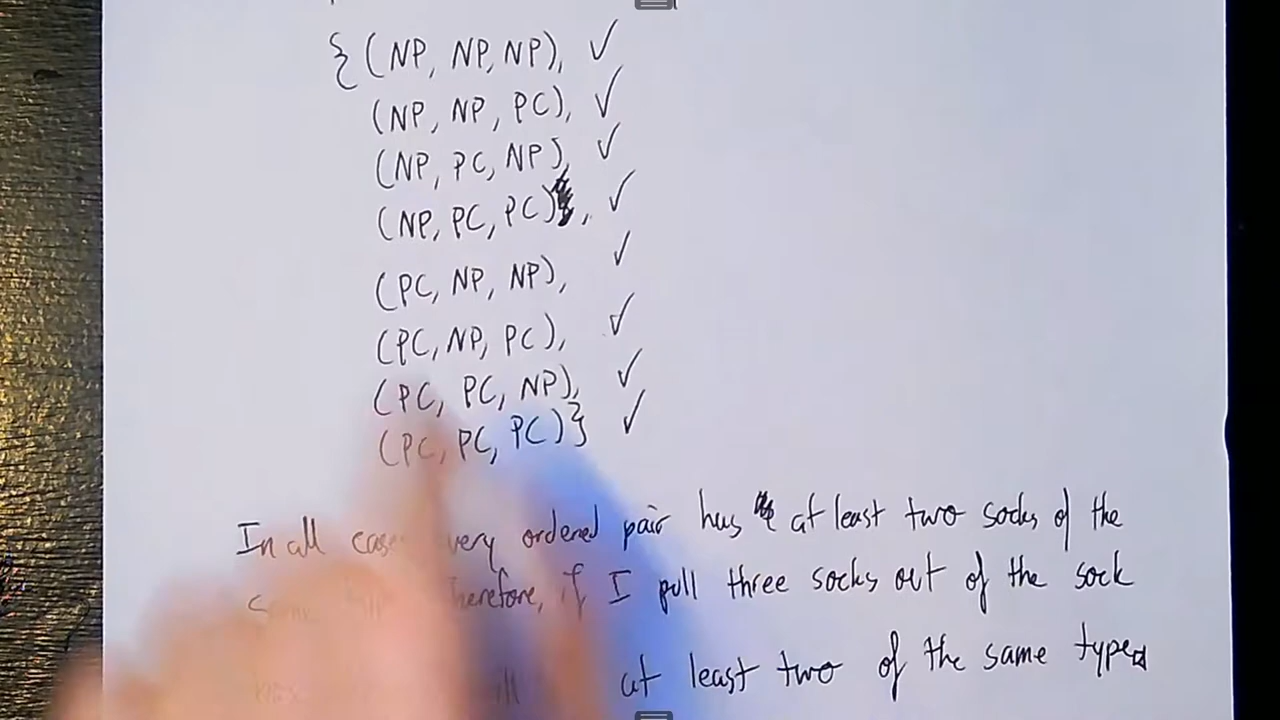 {(NP, NP, NP), ✓
(NP, NP, PC), ✓
(NP, PC, NP), ✓
(NP, PC, PC), ✓
(PC, NP, NP), ✓
(PC, NP, PC), ✓
(PC, PC, NP), ✓
(PC, PC, PC)} ✓
In all every ordered pair has at least two socks of the
if I pull three socks out of the sock
at least two of the same type